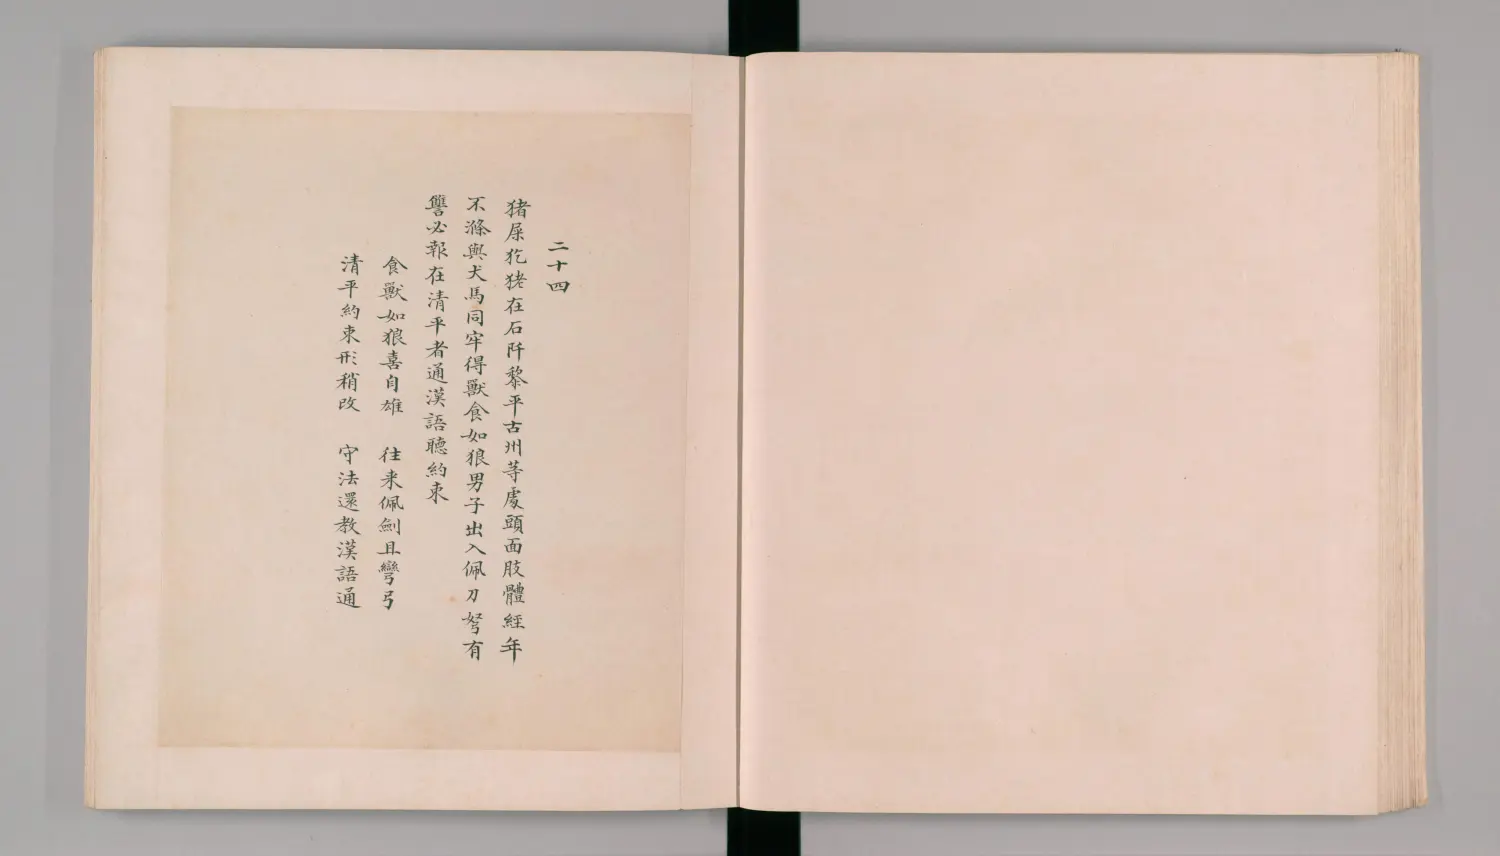 二十四
猪屎犵狫在石阡黎平古州等處頭面肢體經年
不滌與犬馬同牢得獸食如狼男子出入佩刀弩有
讐必報在清平者通漢語聽約束
食獸如狼喜自雄 往来佩劍且彎弓
清平約束形稍改 守法還教漢語通